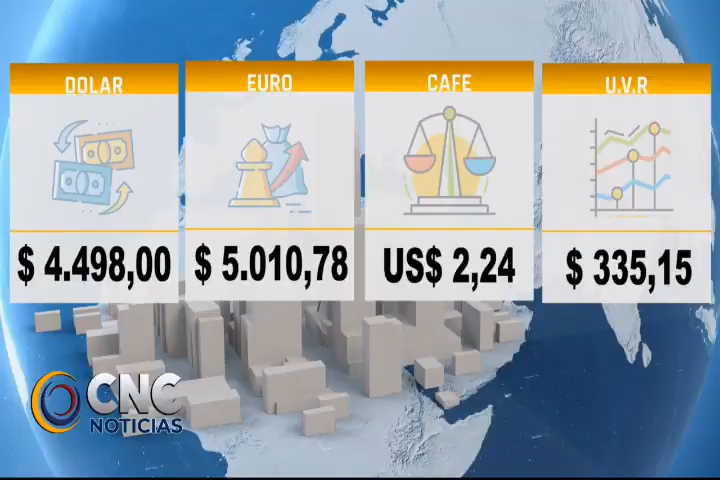 DOLAR
EURO
CAFE
U.V.R
$ 4.498,00
$ 5.010,78
US$ 2,24
$ 335,15
CNC
NOTICIAS